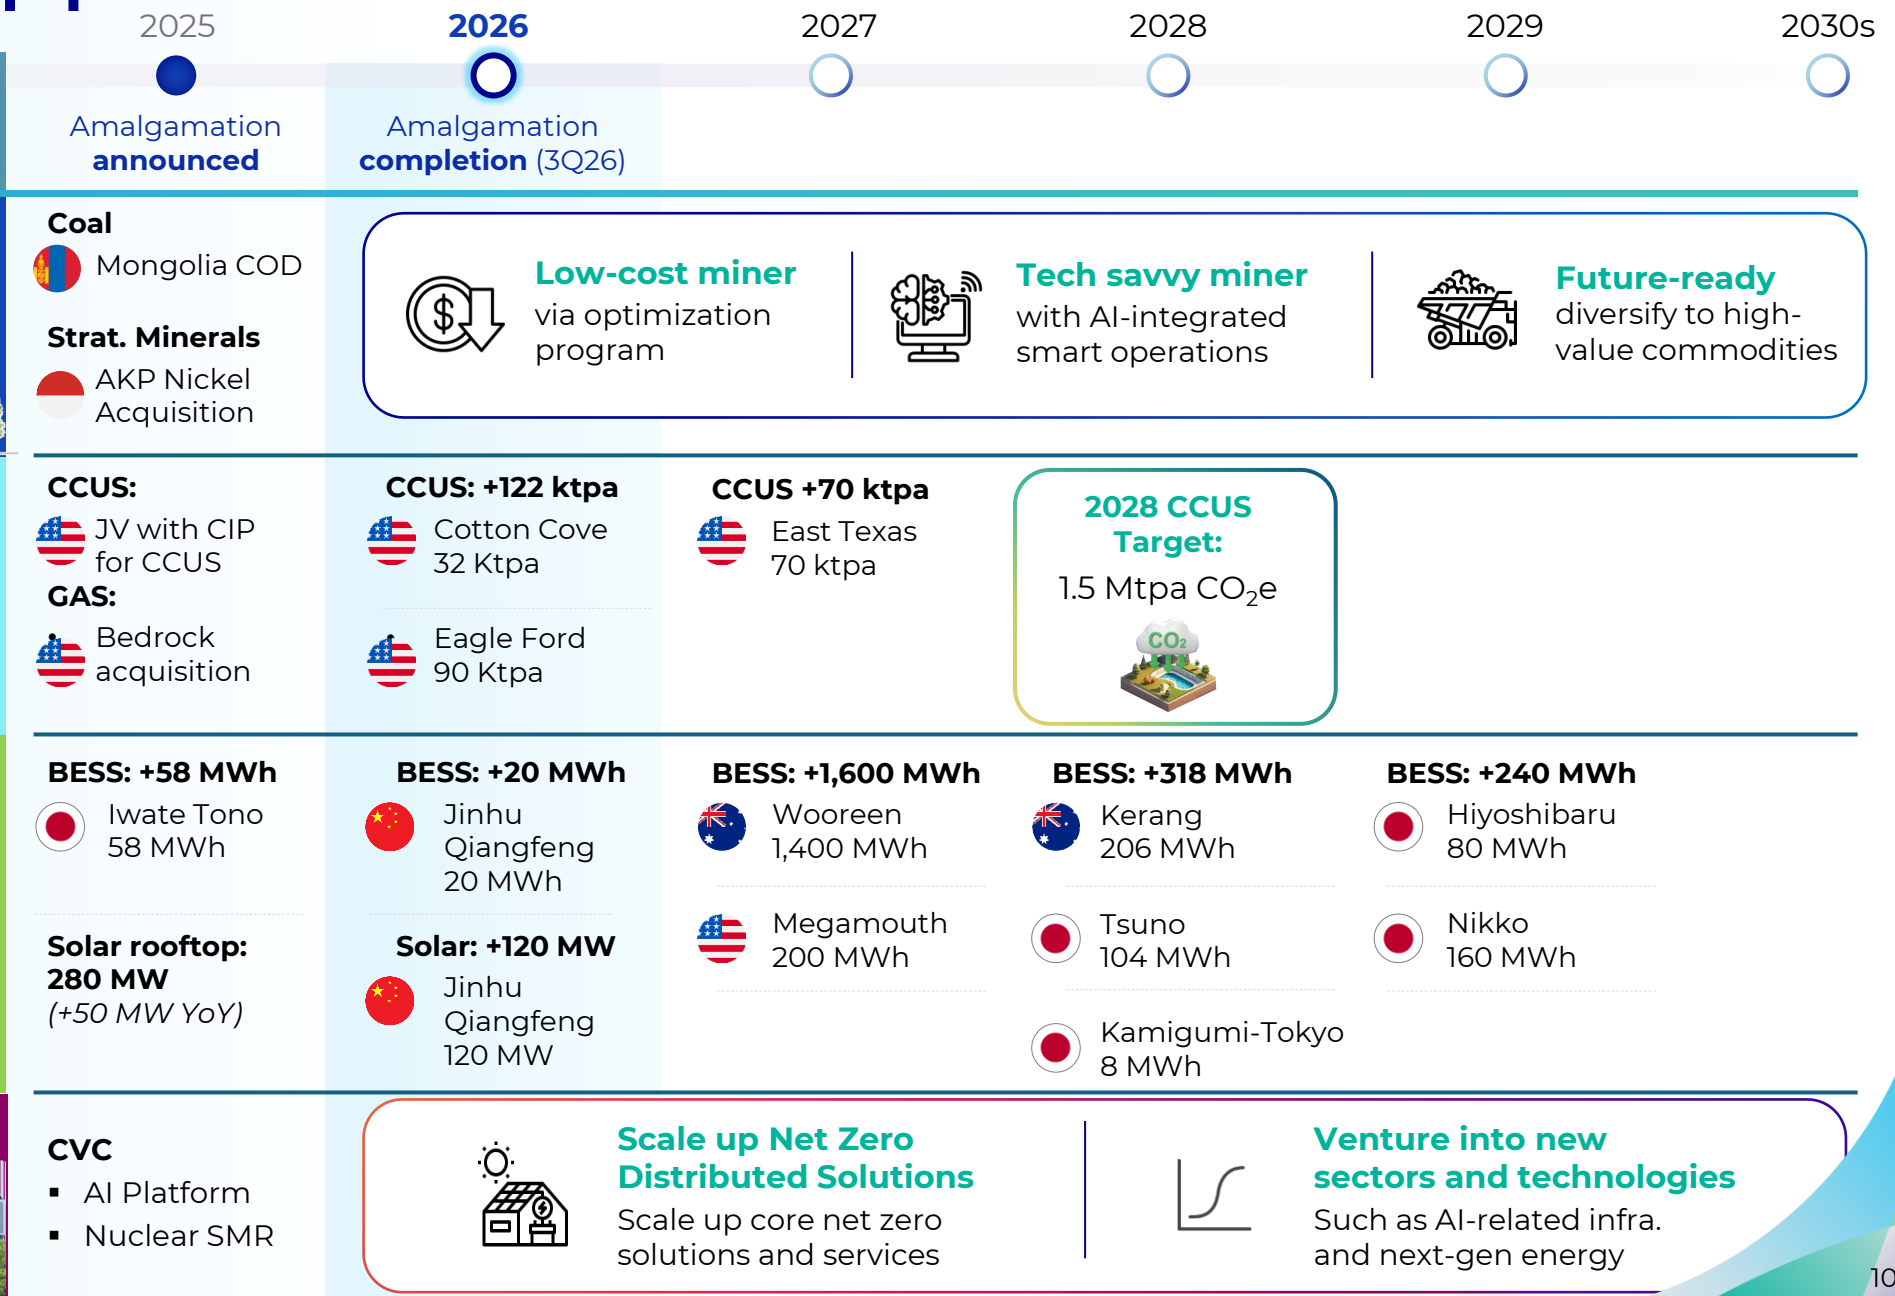 2025
2026
2027
2028
2029
2030s
Amalgamation
announced
Amalgamation
completion (3Q26)
Coal
Mongolia COD
Strat. Minerals
AKP Nickel
Acquisition
Low-cost miner
via optimization
program
Tech savvy miner
with AI-integrated
smart operations
Future-ready
diversify to high-
value commodities
CCUS:
JV with CIP
for CCUS
GAS:
Bedrock
acquisition
CCUS: +122 ktpa
Cotton Cove
32 Ktpa
Eagle Ford
90 Ktpa
CCUS +70 ktpa
East Texas
70 ktpa
2028 CCUS
Target:
1.5 Mtpa CO₂e
CO₂
BESS: +58 MWh
Iwate Tono
58 MWh
Solar rooftop:
280 MW
(+50 MW YoY)
BESS: +20 MWh
Jinhu
Qiangfeng
20 MWh
Solar: +120 MW
Jinhu
Qiangfeng
120 MW
BESS: +1,600 MWh
Wooreen
1,400 MWh
Megamouth
200 MWh
BESS: +318 MWh
Kerang
206 MWh
Tsuno
104 MWh
Kamigumi-Tokyo
8 MWh
BESS: +240 MWh
Hiyoshibaru
80 MWh
Nikko
160 MWh
CVC
▪ AI Platform
▪ Nuclear SMR
Scale up Net Zero
Distributed Solutions
Scale up core net zero
solutions and services
Venture into new
sectors and technologies
Such as AI-related infra.
and next-gen energy
10